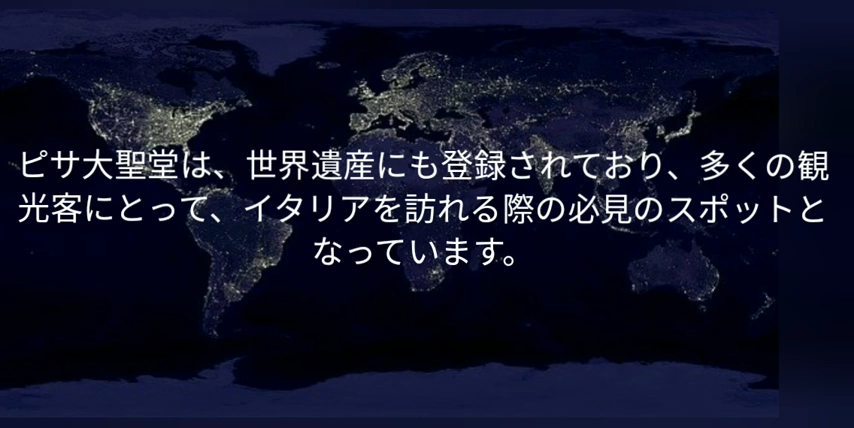 ピサ大聖堂は、世界遺産にも登録されており、多くの観
光客にとって、イタリアを訪れる際の必見のスポットと
なっています。